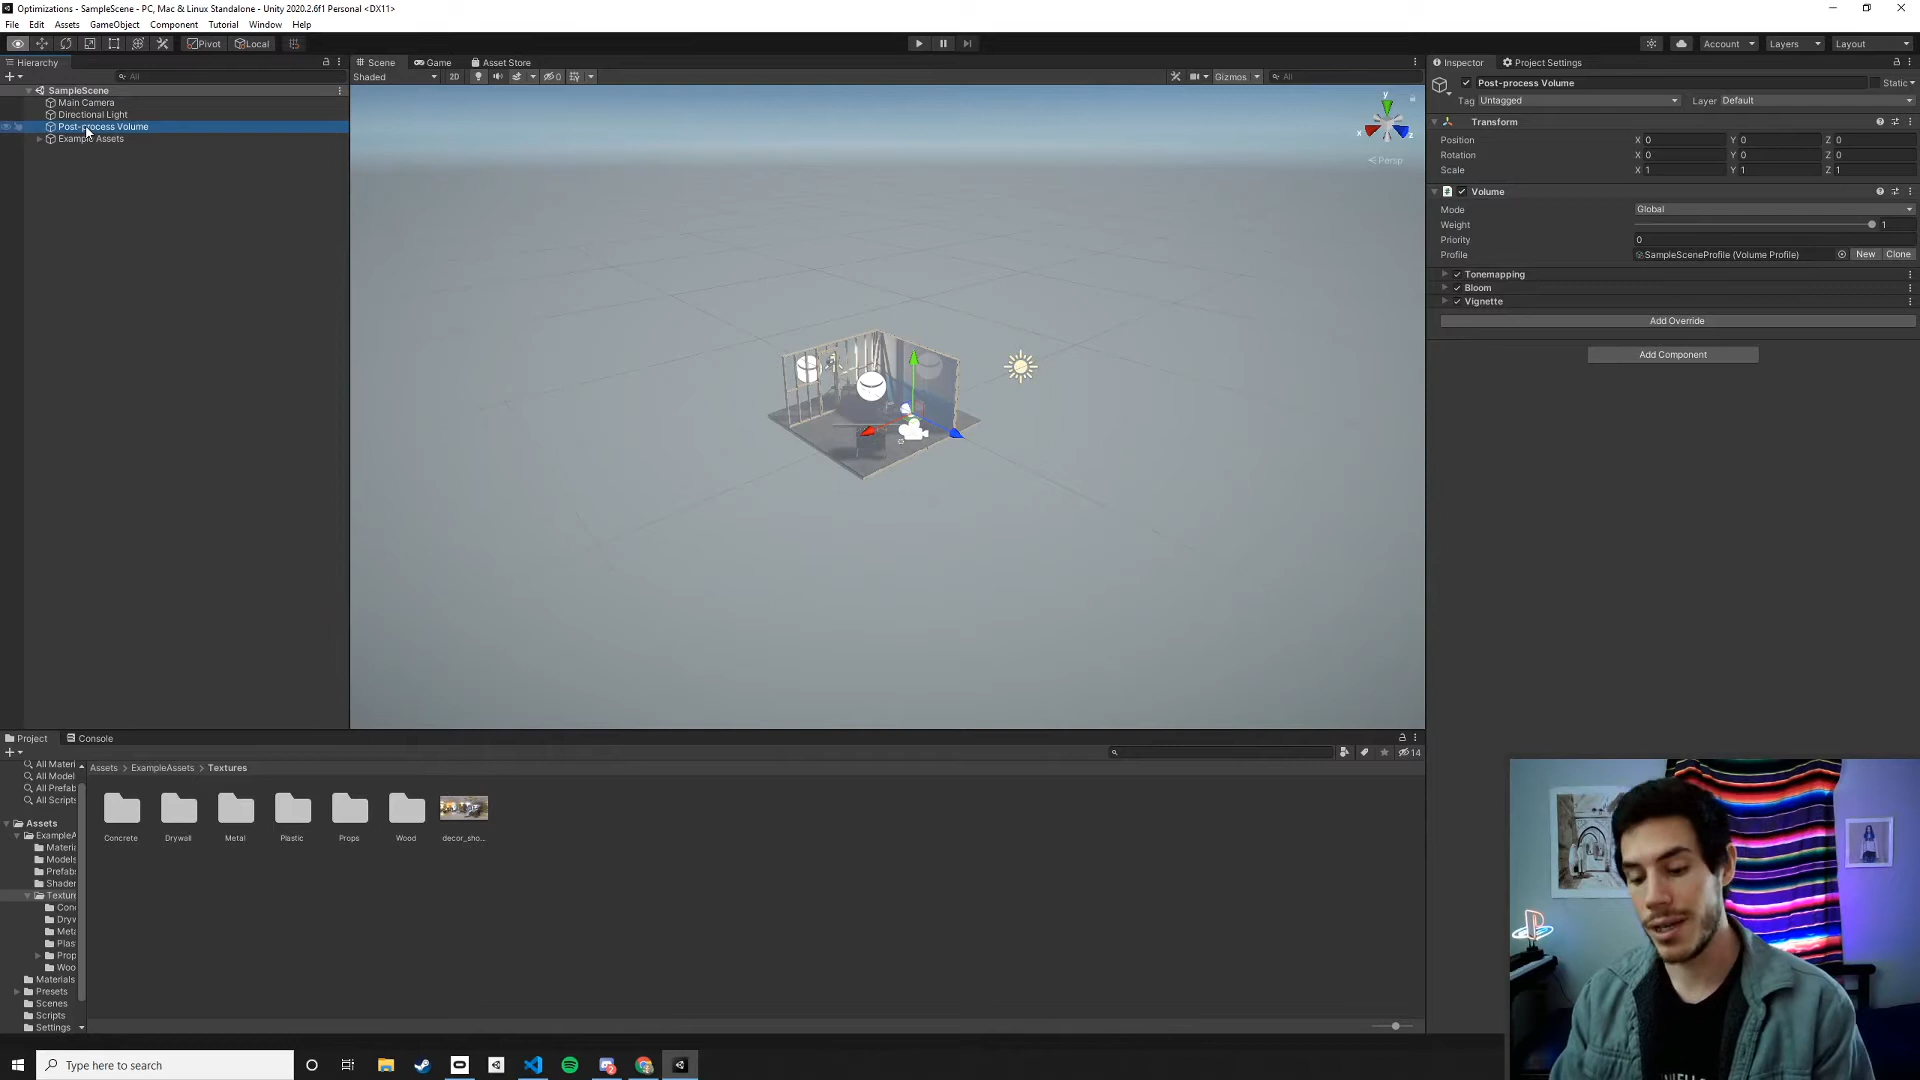 Optimizations - SampleScene - PC, Mac & Linux Standalone - Unity 2020.2.6f1 Personal <DX11>
File Edit Assets GameObject Component Tutorial Window Help
Pivot Local Account Layers Layout
Hierarchy
All
SampleScene
Main Camera
Directional Light
Post-process Volume
Example Assets
Scene Game Asset Store
Shaded 2D 0 Gizmos All
y
x
z
Persp
Inspector Project Settings
Post-process Volume Static
Tag Untagged Layer Default
Transform
Position X 0 Y 0 Z 0
Rotation X 0 Y 0 Z 0
Scale X 1 Y 1 Z 1
Volume
Mode Global
Weight 1
Priority 0
Profile SampleSceneProfile (Volume Profile) New Clone
Tonemapping
Bloom
Vignette
Add Override
Add Component
Project Console
14
All Materi
All Model
All Prefab
All Scripts
Assets
ExampleA
Materia
Models
Prefabs
Shader
Texture
Conc
Dryw
Meta
Plas
Prop
Woo
Materials
Presets
Scenes
Scripts
Settings
Assets > ExampleAssets > Textures
Concrete Drywall Metal Plastic Props Wood decor_sho...
Type here to search